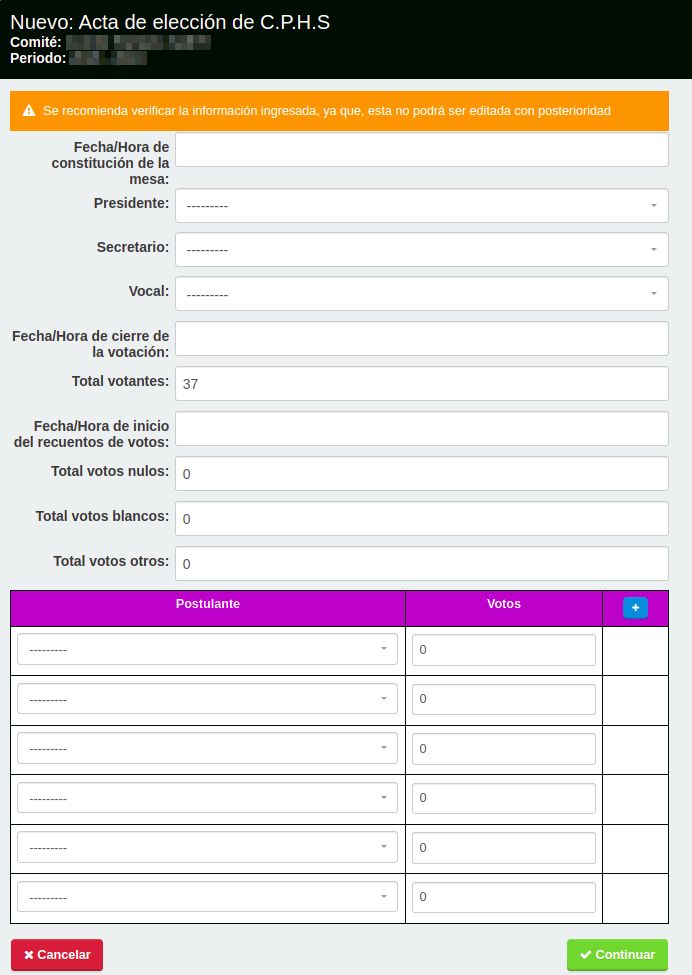 Nuevo: Acta de elección de C.P.H.S
Comité:
Periodo:
Se recomienda verificar la información ingresada, ya que, esta no podrá ser editada con posterioridad
Fecha/Hora de
constitución de la
mesa:
Presidente: ---------
Secretario: ---------
Vocal: ---------
Fecha/Hora de cierre de
la votación:
Total votantes: 37
Fecha/Hora de inicio
del recuentos de votos:
Total votos nulos: 0
Total votos blancos: 0
Total votos otros: 0
Postulante Votos +
--------- 0
--------- 0
--------- 0
--------- 0
--------- 0
--------- 0
Cancelar Continuar